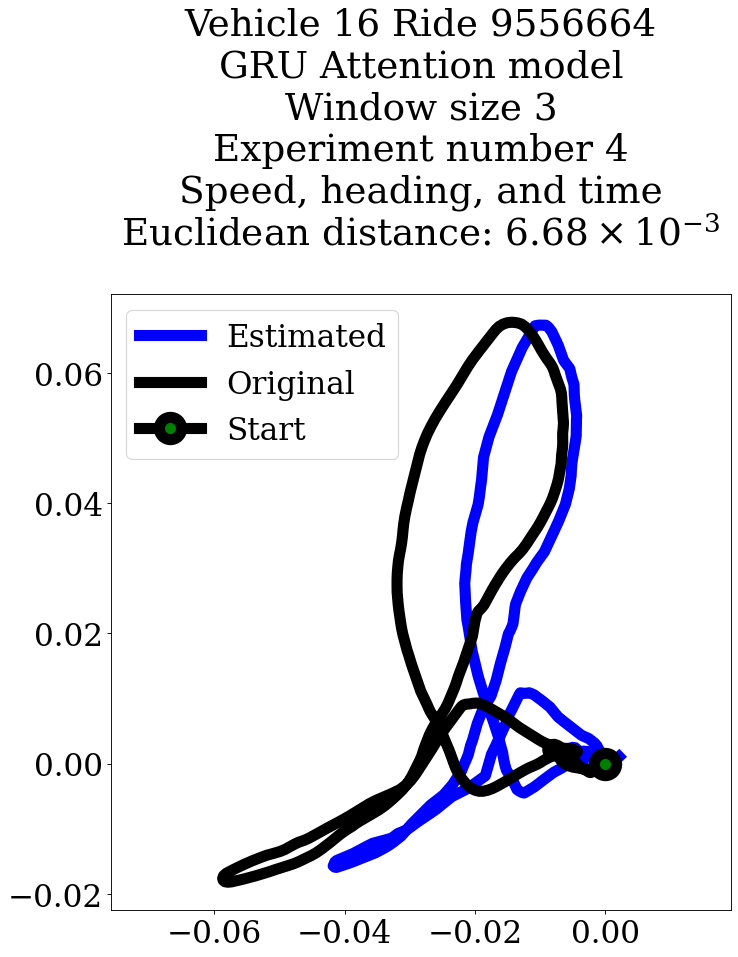 Vehicle 16 Ride 9556664
GRU Attention model
Window size 3
Experiment number 4
Speed, heading, and time
Euclidean distance: 6.68 × 10⁻³
Estimated
Original
Start
0.06
0.04
0.02
0.00
−0.02
−0.06
−0.04
−0.02
0.00